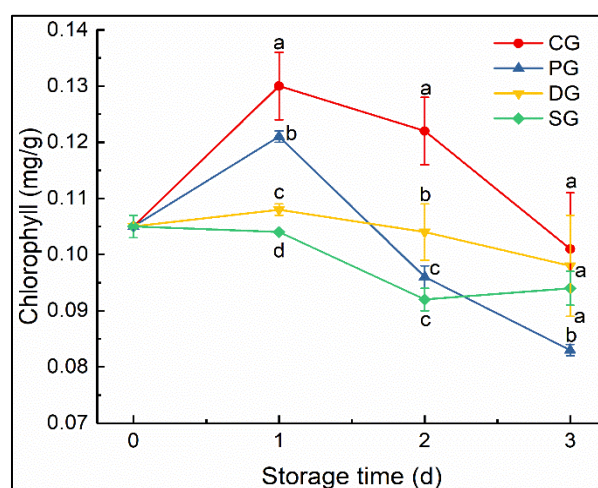 0.14
0.13
0.12
0.11
0.10
0.09
0.08
0.07
Chlorophyll (mg/g)
0
1
2
3
Storage time (d)
CG
PG
DG
SG
a
b
c
d
a
b
c
c
a
a
a
b